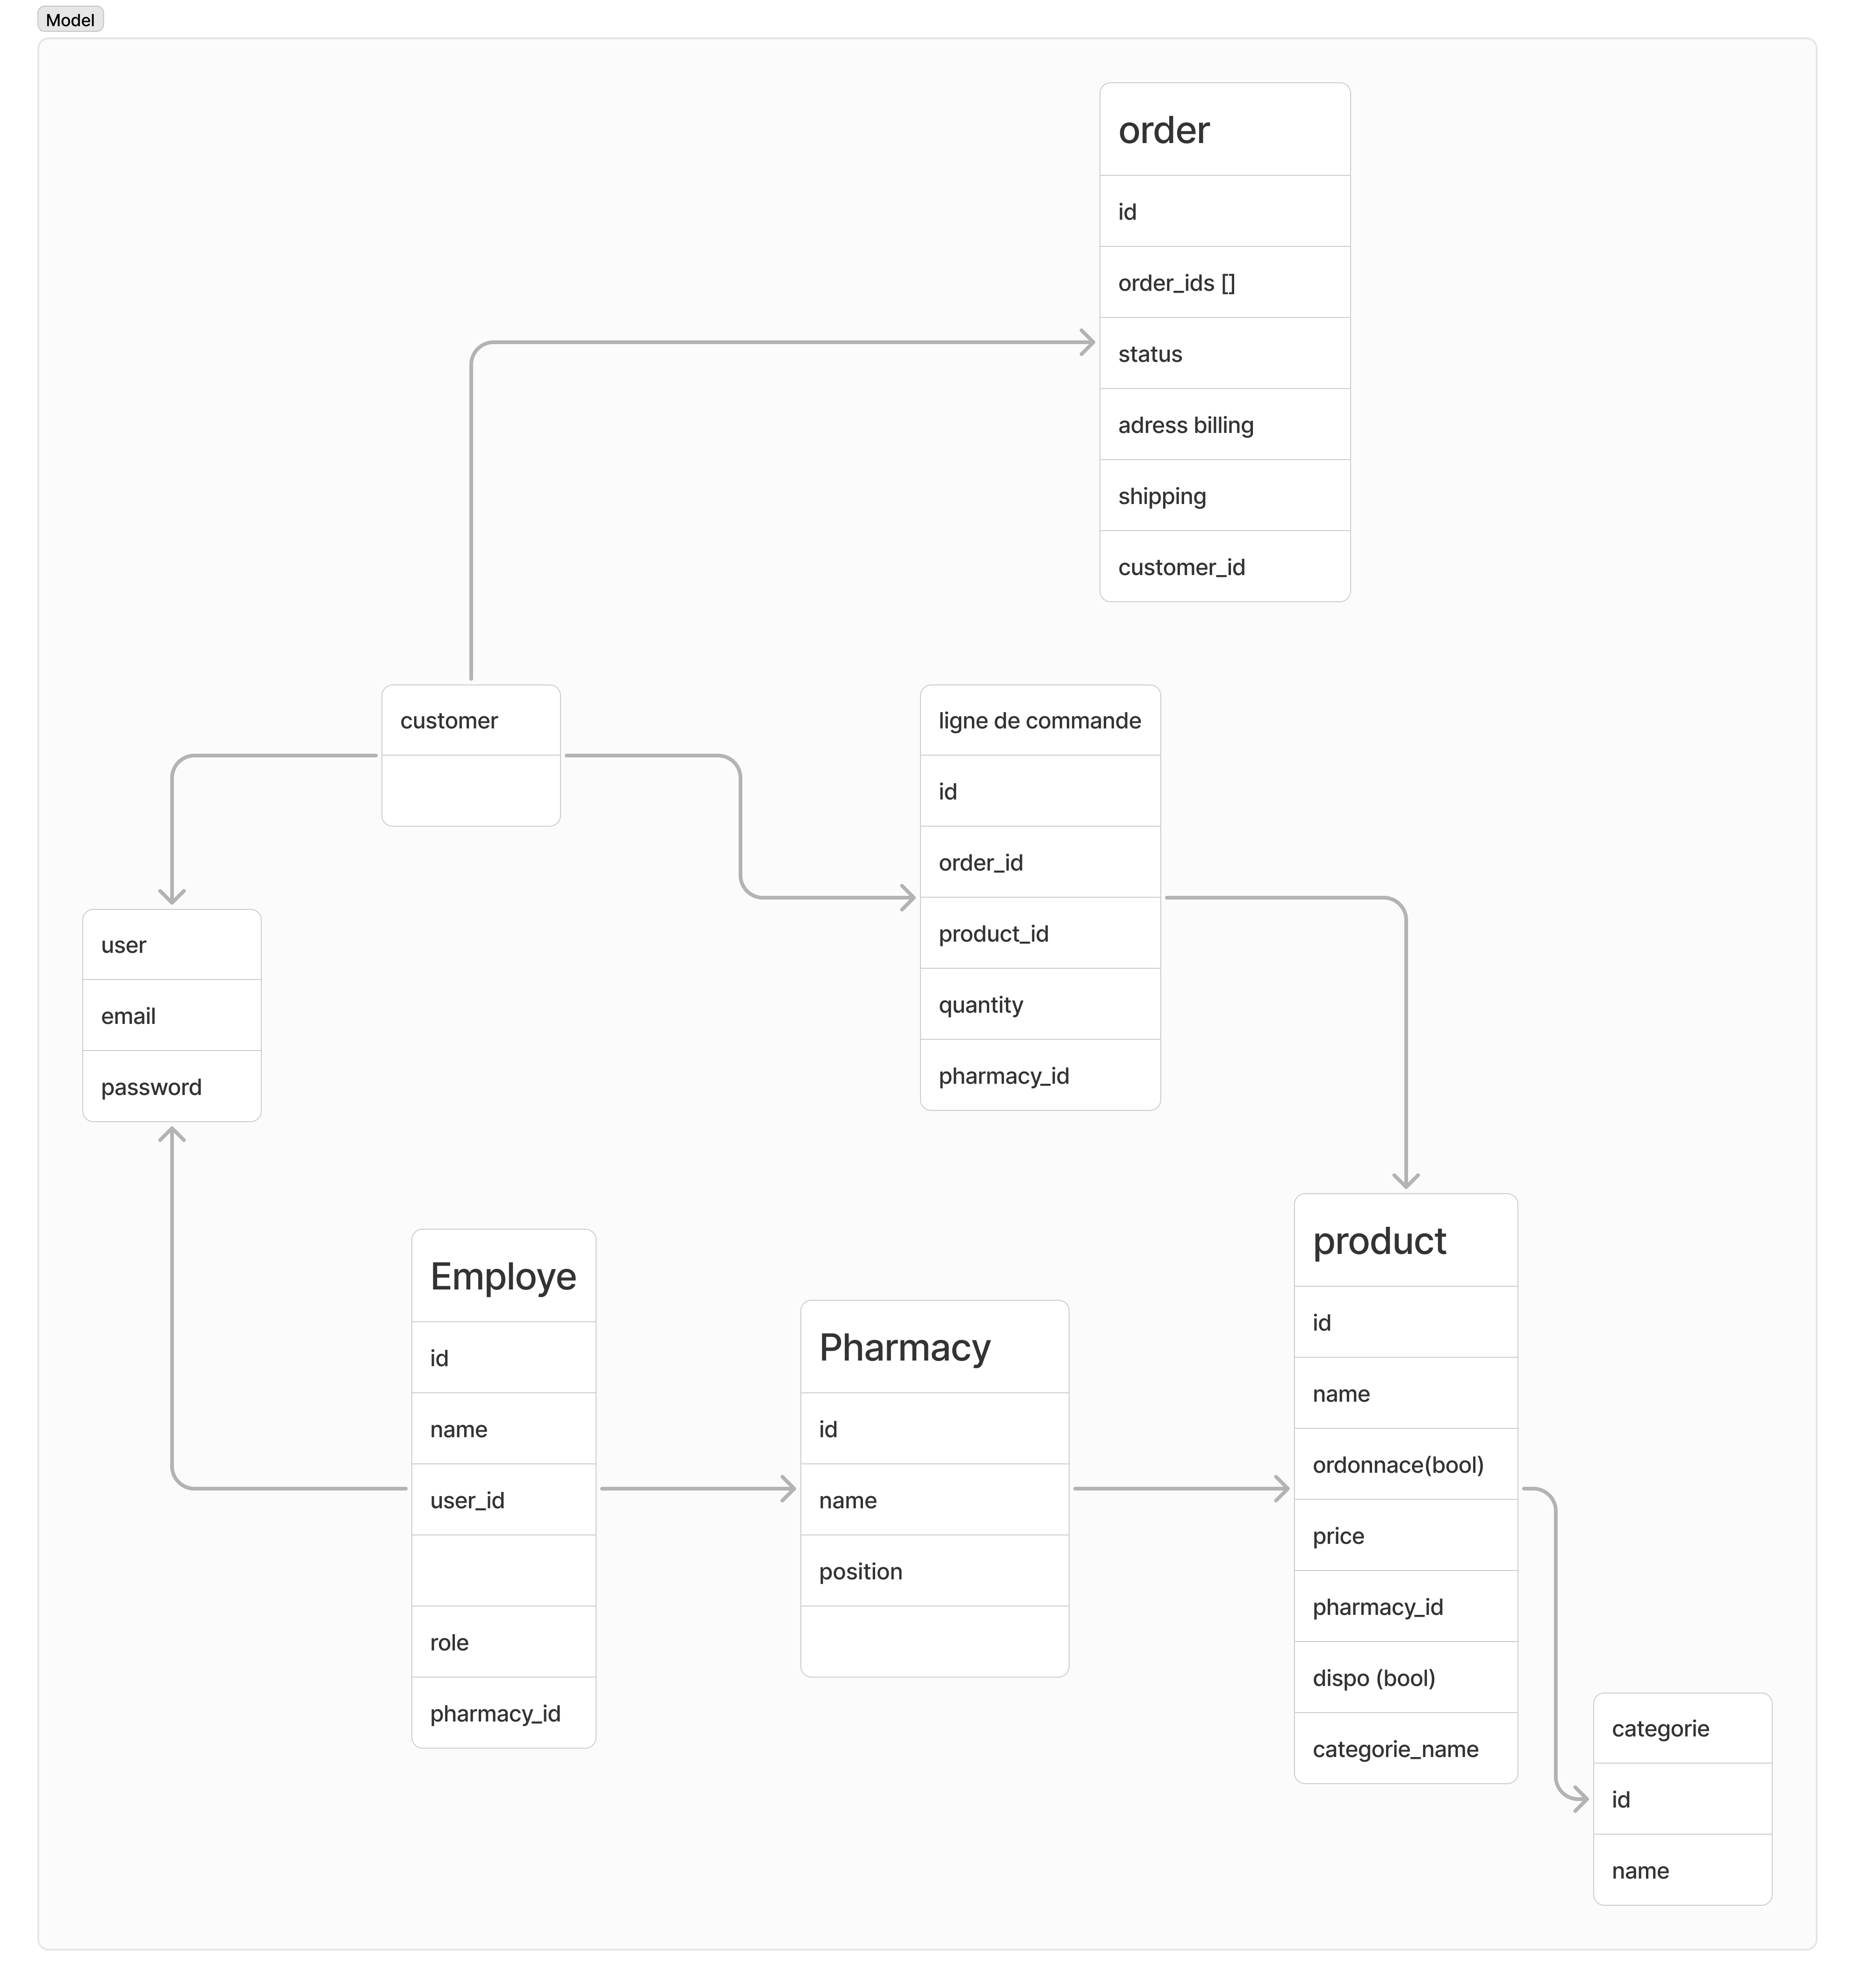 Model
order
id
order_ids []
status
adress billing
shipping
customer_id
customer
ligne de commande
id
order_id
product_id
quantity
pharmacy_id
user
email
password
Employe
id
name
user_id
role
pharmacy_id
Pharmacy
id
name
position
product
id
name
ordonnace(bool)
price
pharmacy_id
dispo (bool)
categorie_name
categorie
id
name